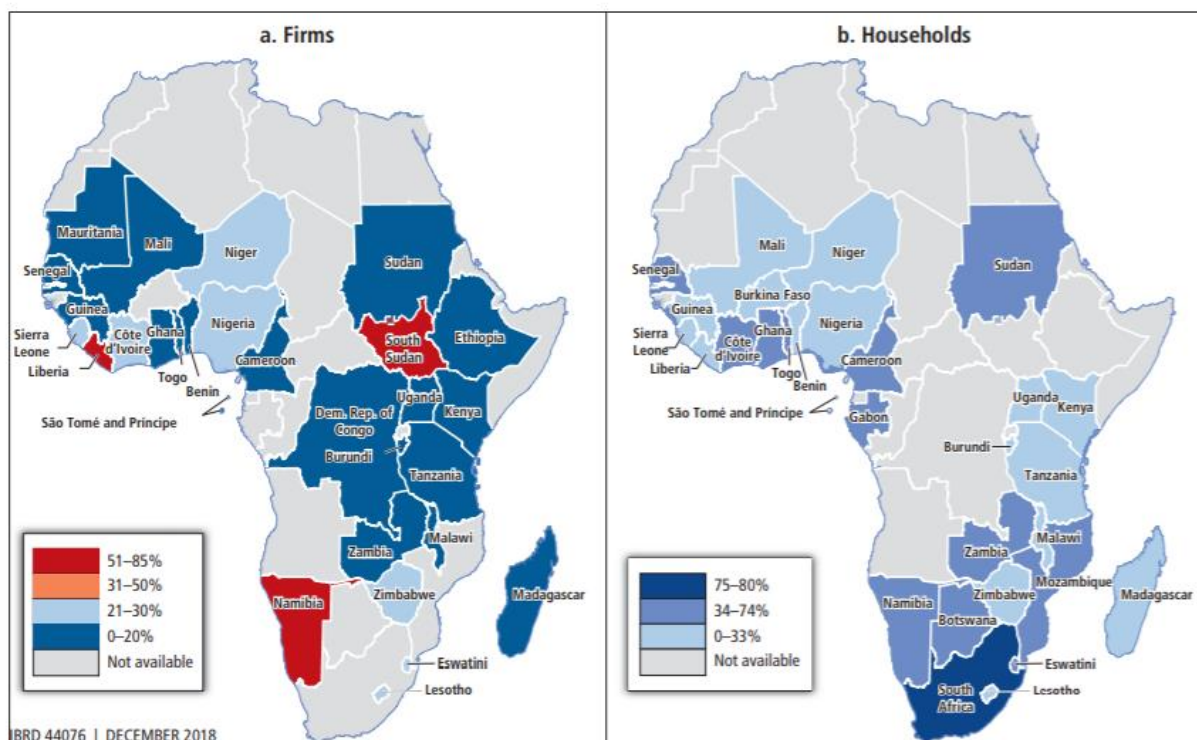 a. Firms
Mauritania
Mali
Niger
Senegal
Sudan
Guinea
Sierra
Leone
Côte
d'Ivoire
Ghana
Nigeria
South
Sudan
Ethiopia
Liberia
Togo
Benin
Cameroon
São Tomé and Príncipe
Uganda
Kenya
Dem. Rep. of
Congo
Burundi
Tanzania
Zambia
Malawi
Namibia
Zimbabwe
Madagascar
Eswatini
Lesotho
51–85%
31–50%
21–30%
0–20%
Not available
IBRD 44076 | DECEMBER 2018
b. Households
Mali
Niger
Senegal
Sudan
Guinea
Burkina Faso
Sierra
Leone
Côte
d'Ivoire
Ghana
Nigeria
Liberia
Togo
Benin
Cameroon
São Tomé and Príncipe
Gabon
Uganda
Kenya
Burundi
Tanzania
Zambia
Malawi
Mozambique
Namibia
Zimbabwe
Botswana
Madagascar
Eswatini
South
Africa
Lesotho
75–80%
34–74%
0–33%
Not available